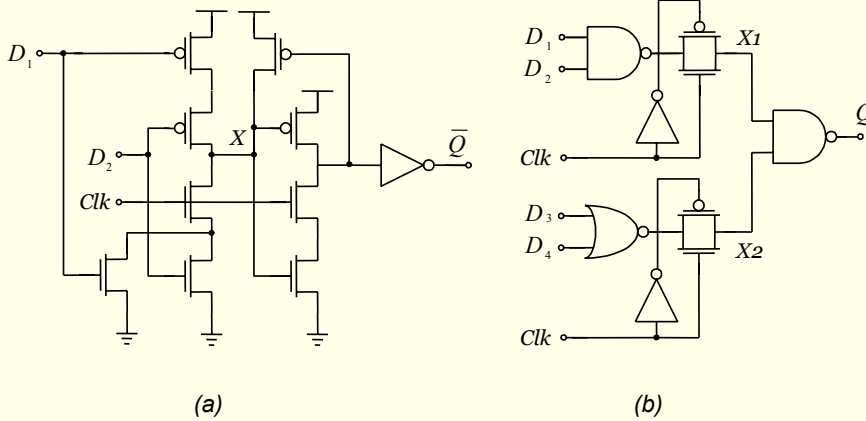 D1
D2
Clk
X
Q̅
(a)
D1
D2
Clk
X1
Q
D3
D4
X2
Clk
(b)